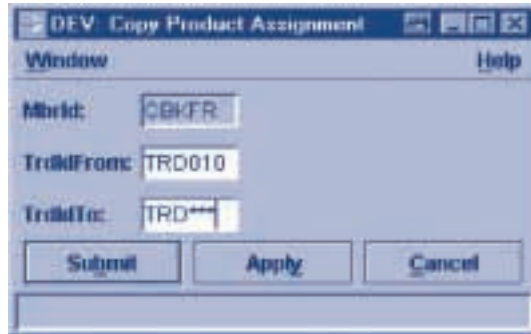 DEV: Copy Product Assignment
Window Help
MbrId: CBKFR
TrdIdFrom: TRD010
TrdIdTo: TRD***
Submit Apply Cancel